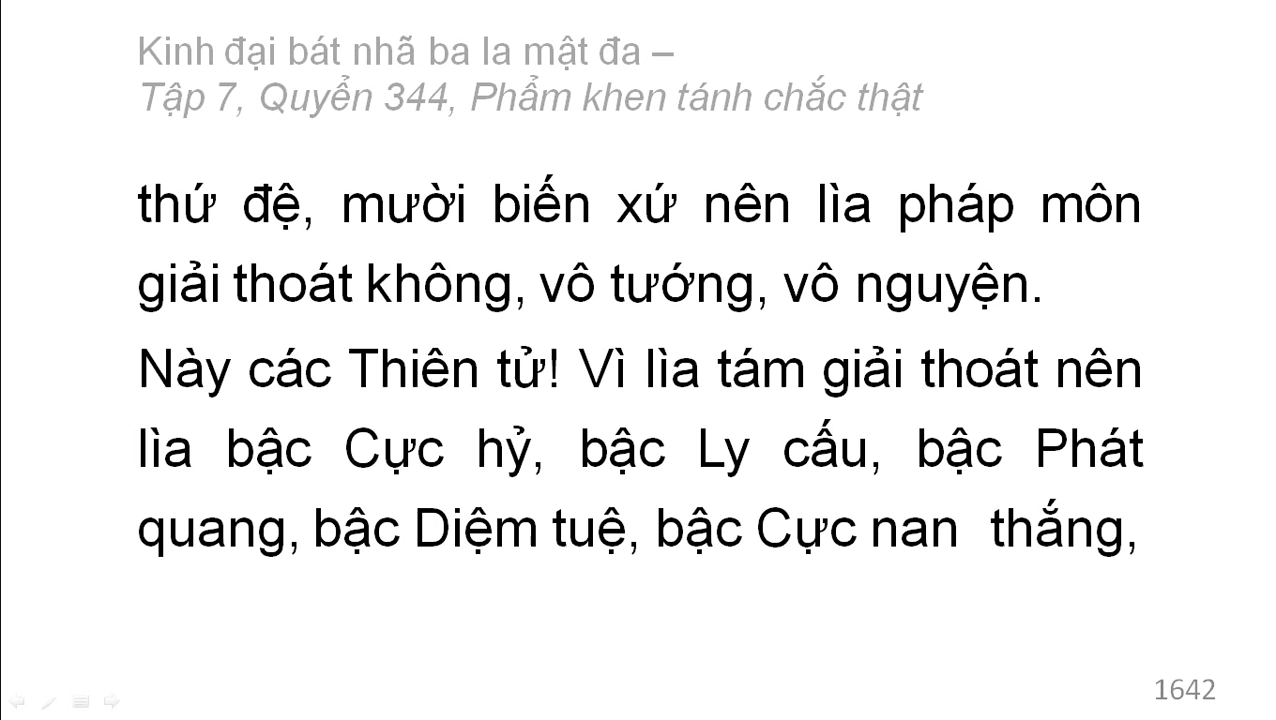 Kinh đại bát nhã ba la mật đa –
Tập 7, Quyển 344, Phẩm khen tánh chắc thật
thứ đệ, mười biến xứ nên lìa pháp môn
giải thoát không, vô tướng, vô nguyện.
Này các Thiên tử! Vì lìa tám giải thoát nên
lìa bậc Cực hỷ, bậc Ly cấu, bậc Phát
quang, bậc Diệm tuệ, bậc Cực nan thắng,
1642